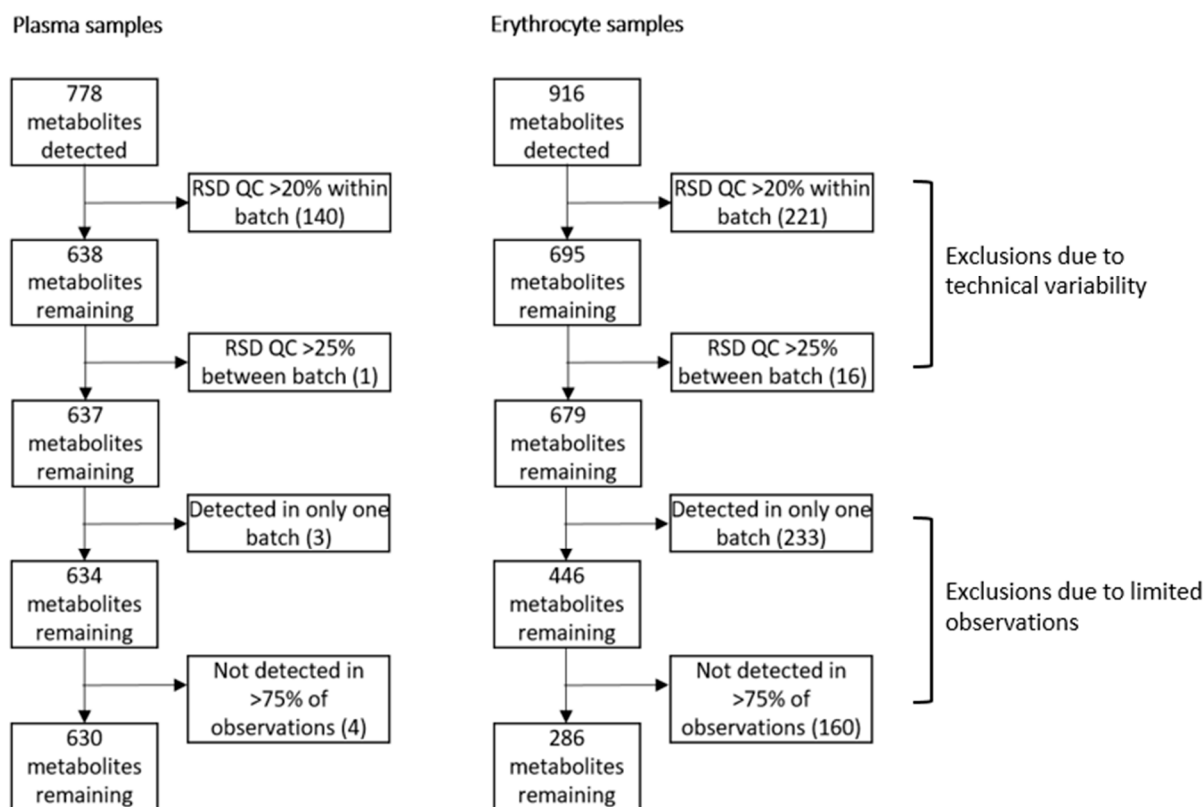 Plasma samples
778
metabolites
detected
RSD QC >20% within
batch (140)
638
metabolites
remaining
RSD QC >25%
between batch (1)
637
metabolites
remaining
Detected in only one
batch (3)
634
metabolites
remaining
Not detected in
>75% of
observations (4)
630
metabolites
remaining
Erythrocyte samples
916
metabolites
detected
RSD QC >20% within
batch (221)
695
metabolites
remaining
RSD QC >25%
between batch (16)
679
metabolites
remaining
Detected in only one
batch (233)
446
metabolites
remaining
Not detected in
>75% of
observations (160)
286
metabolites
remaining
Exclusions due to
technical variability
Exclusions due to limited
observations